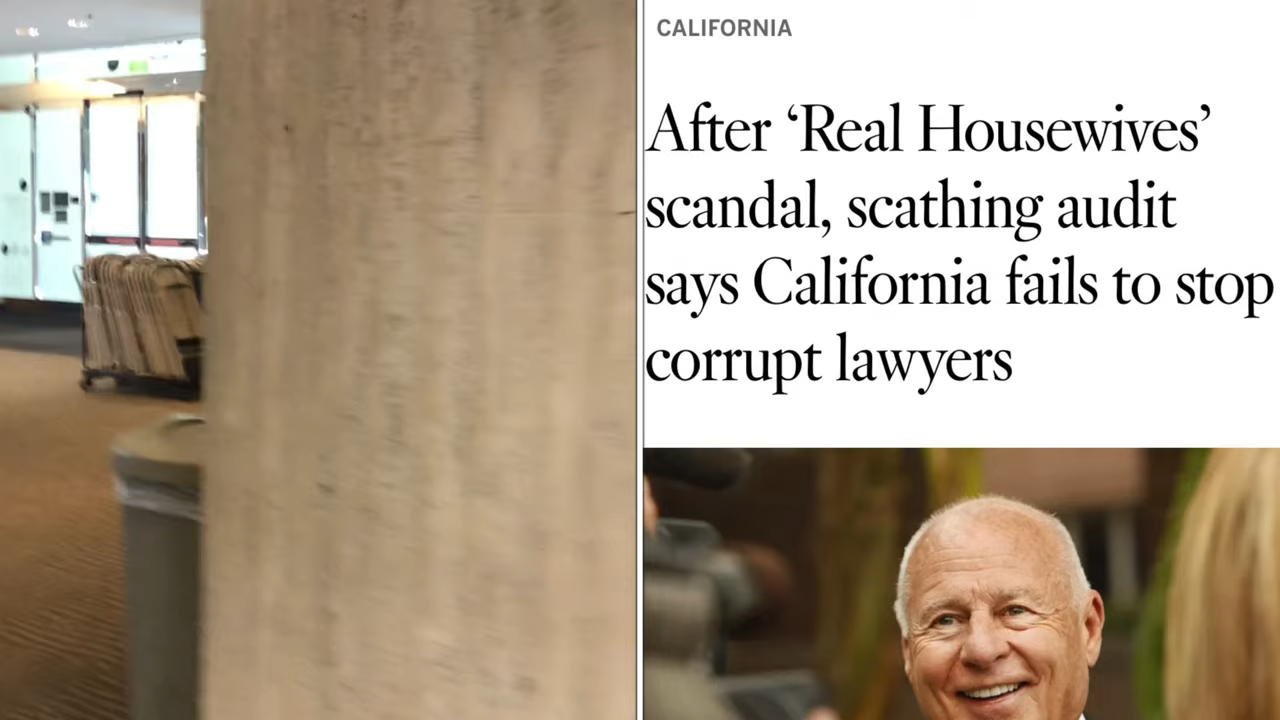 CALIFORNIA
After ‘Real Housewives’
scandal, scathing audit
says California fails to stop
corrupt lawyers